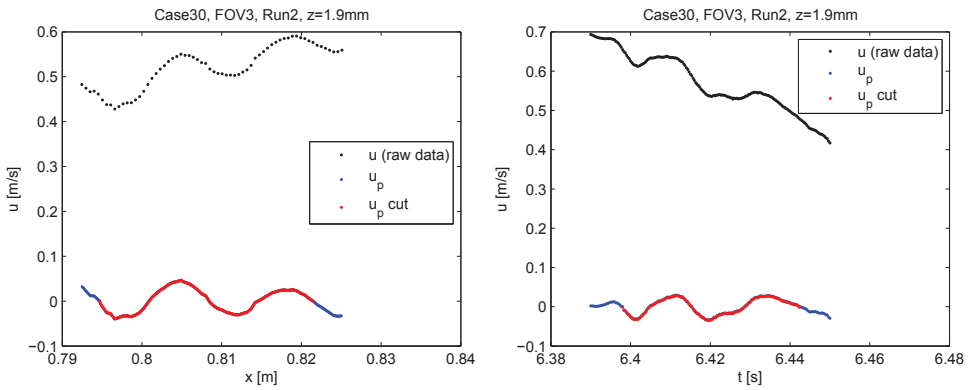 Case30, FOV3, Run2, z=1.9mm
0.6
0.5
0.4
0.3
0.2
0.1
0
−0.1
u [m/s]
0.79
0.8
0.81
0.82
0.83
0.84
x [m]
u (raw data)
u_p
u_p cut
Case30, FOV3, Run2, z=1.9mm
0.7
0.6
0.5
0.4
0.3
0.2
0.1
0
−0.1
u [m/s]
6.38
6.4
6.42
6.44
6.46
6.48
t [s]
u (raw data)
u_p
u_p cut